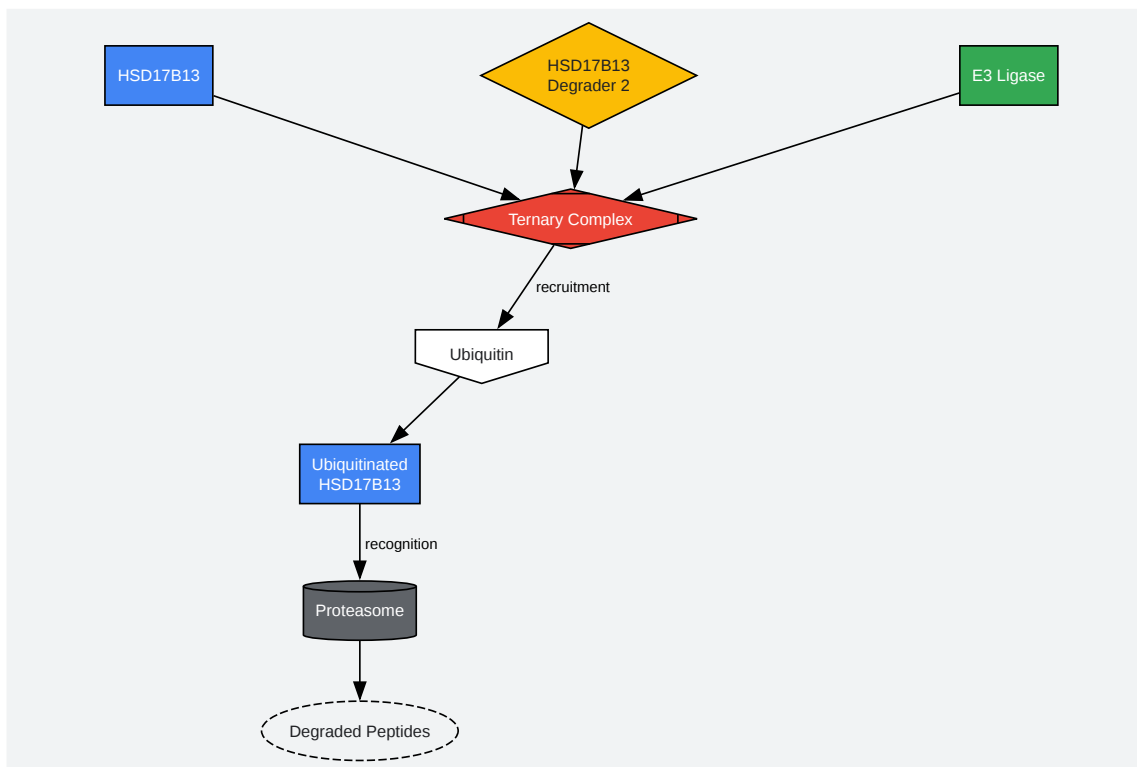 HSD17B13
HSD17B13
Degrader 2
E3 Ligase
Ternary Complex
recruitment
Ubiquitin
Ubiquitinated
HSD17B13
recognition
Proteasome
Degraded Peptides